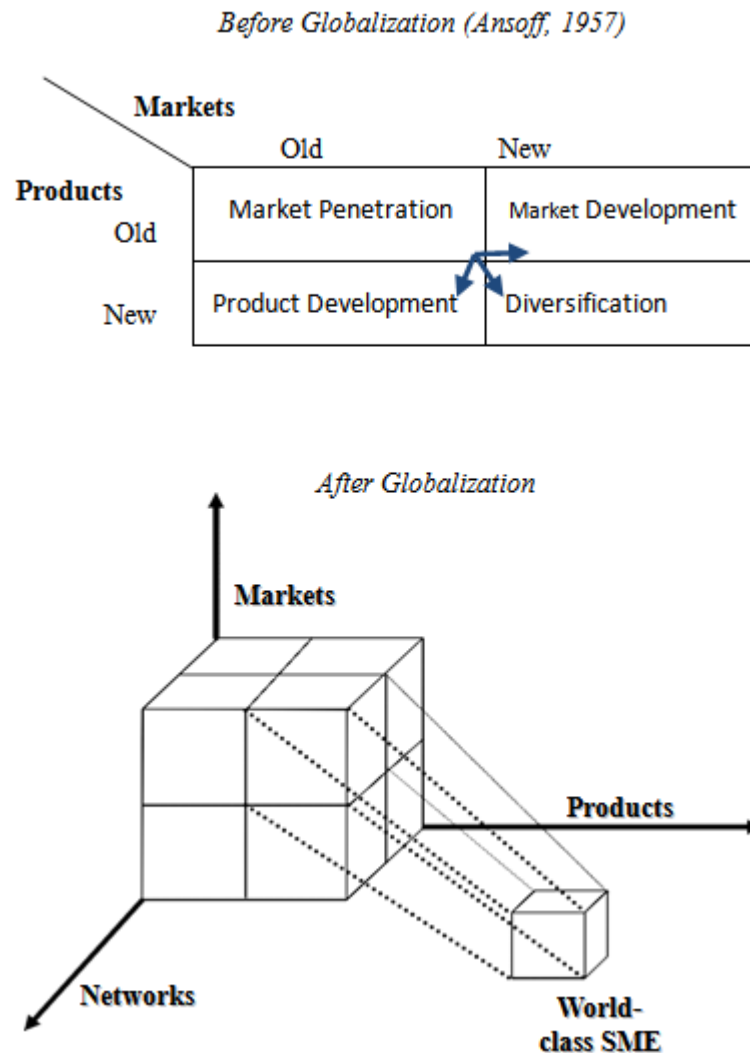 Before Globalization (Ansoff, 1957)
Markets
Old New
Products
Old
Market Penetration Market Development
New
Product Development Diversification
After Globalization
Markets
Products
Networks
World-
class SME